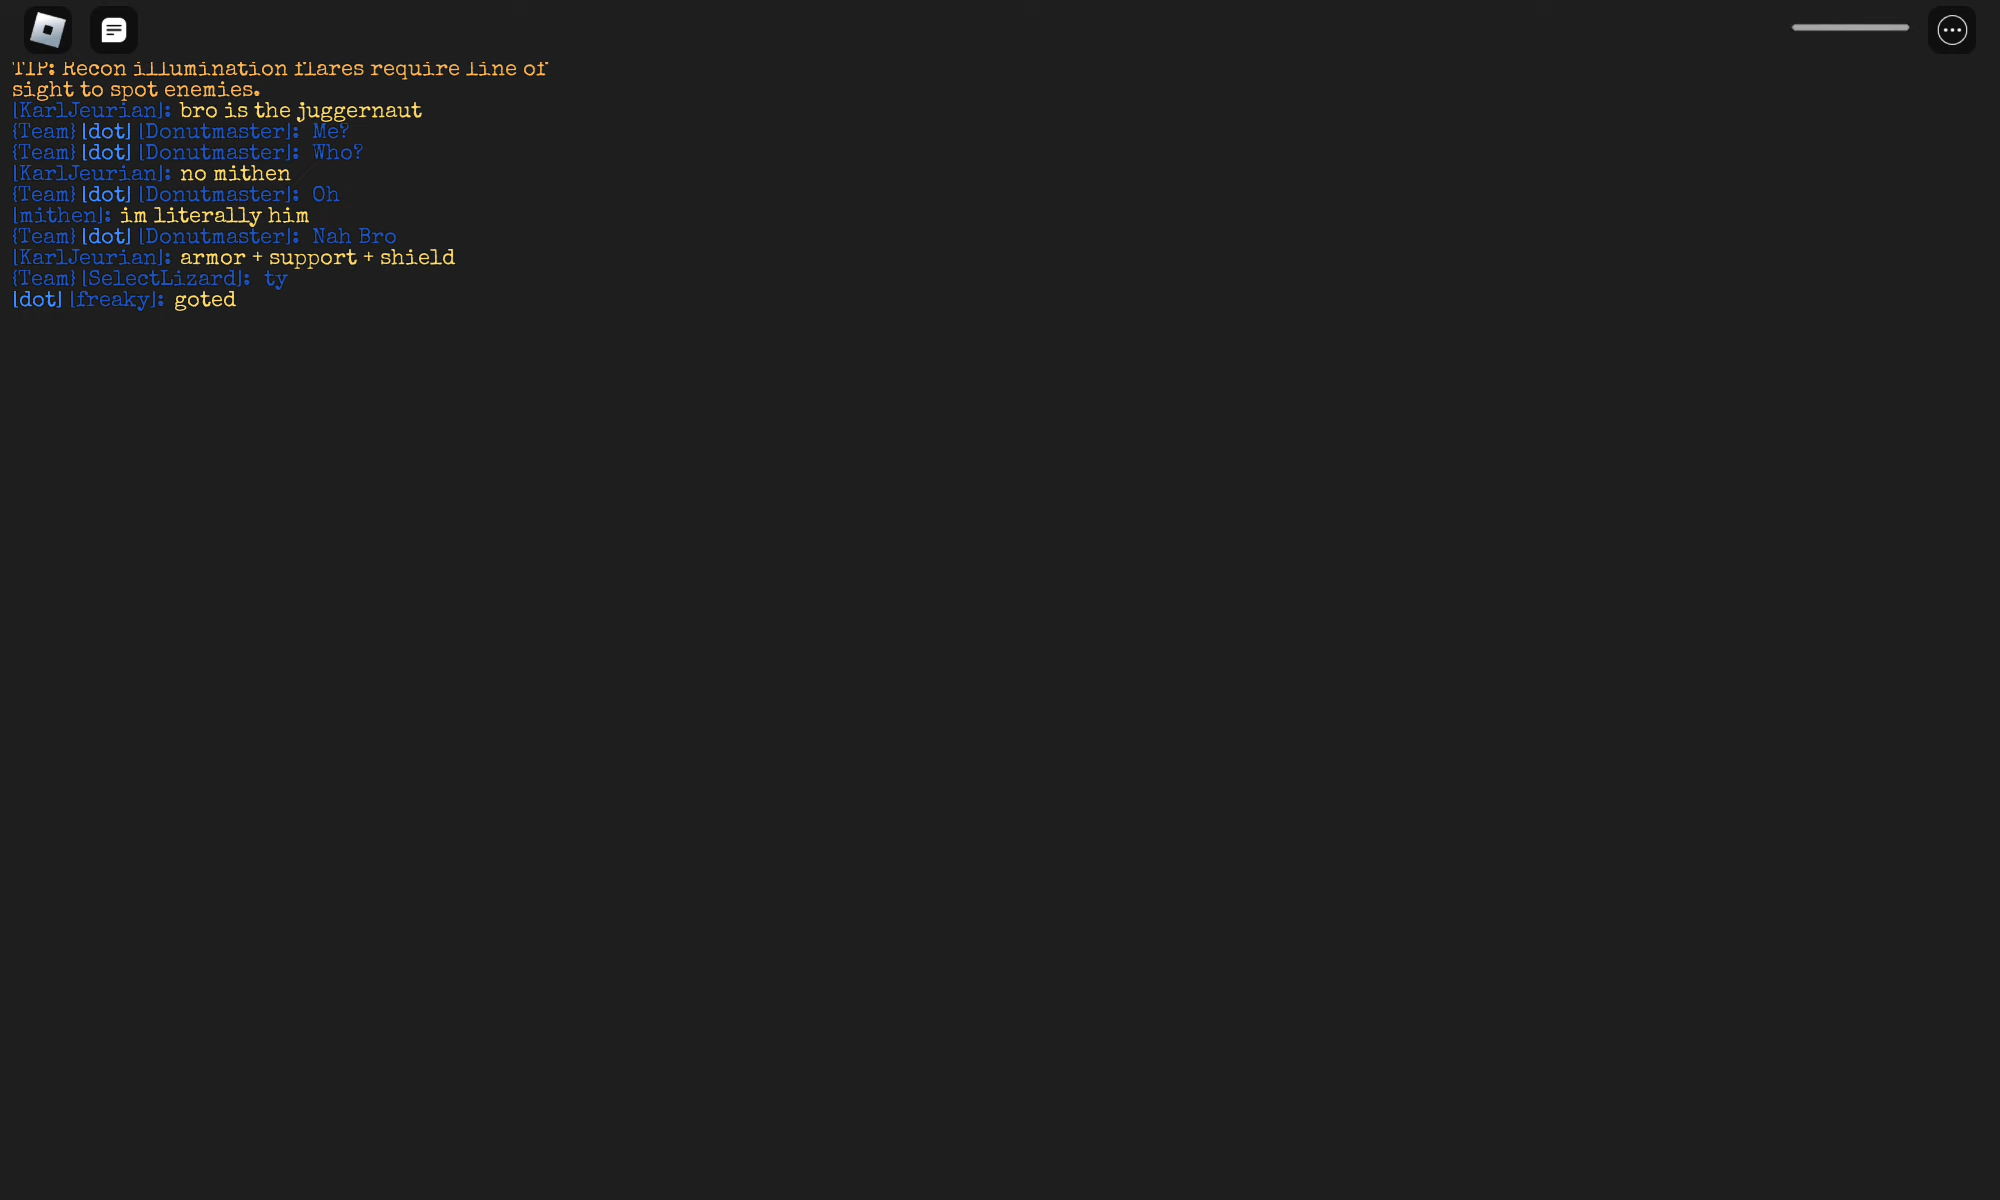 TIP: Recon illumination flares require line of
sight to spot enemies.
[KarlJeurian]: bro is the juggernaut
{Team} [dot] [Donutmaster]: Me?
{Team} [dot] [Donutmaster]: Who?
[KarlJeurian]: no mithen
{Team} [dot] [Donutmaster]: Oh
[mithen]: im literally him
{Team} [dot] [Donutmaster]: Nah Bro
[KarlJeurian]: armor + support + shield
{Team} [SelectLizard]: ty
[dot] [freaky]: goted